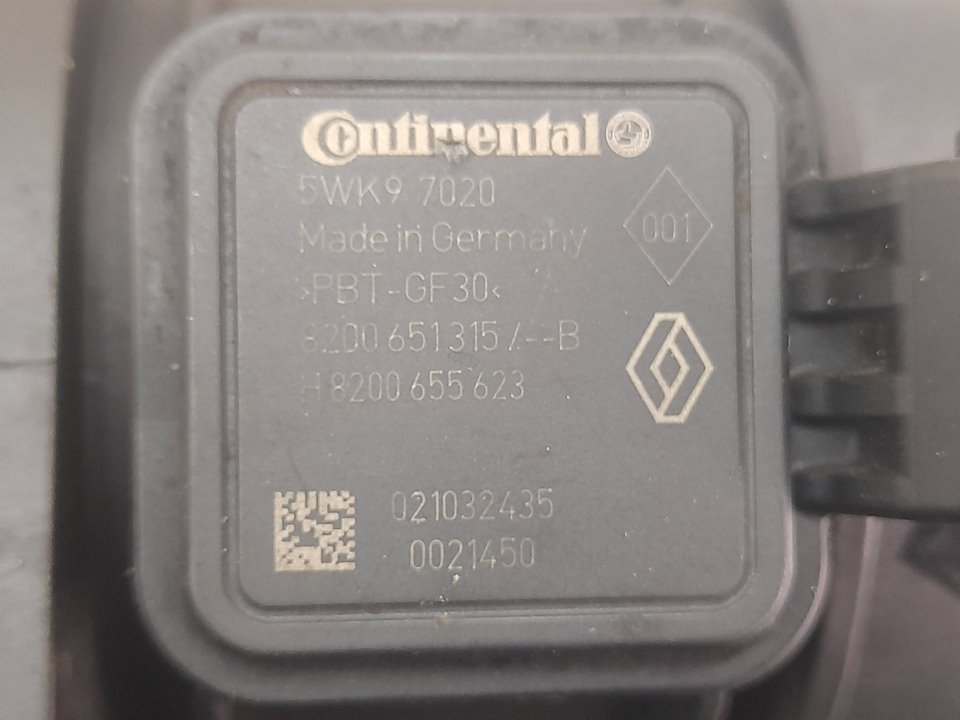 Continental
5WK9 7020
001
Made in Germany
>PBT-GF30<
8200 651 315 /--B
H 8200 655 623
021032435
0021450